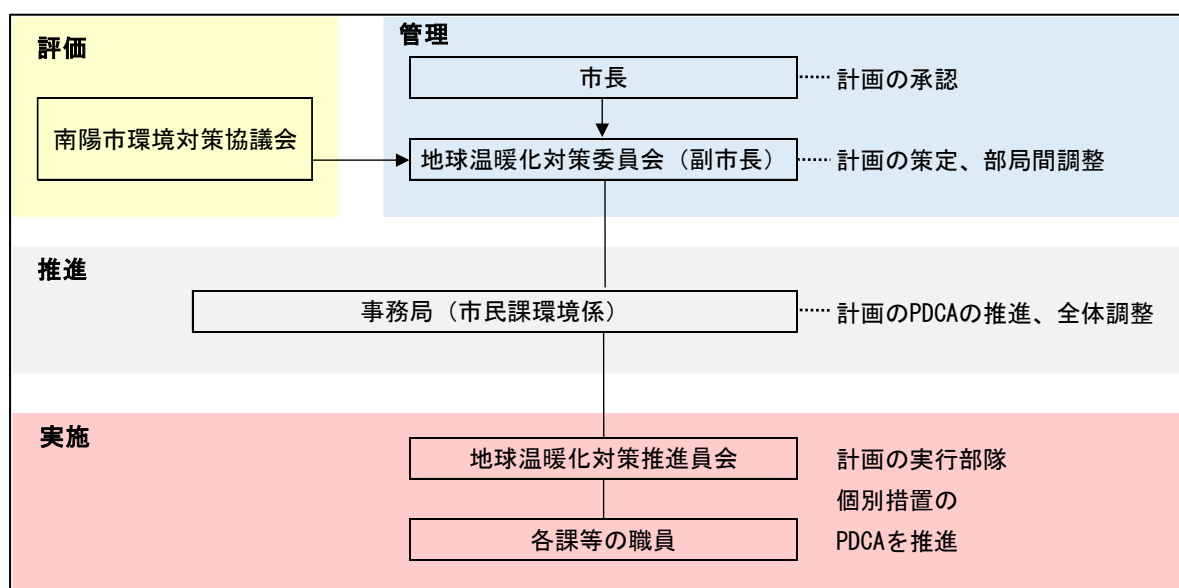 評価
南陽市環境対策協議会
管理
市長
計画の承認
地球温暖化対策委員会（副市長）
計画の策定、部局間調整
推進
事務局（市民課環境係）
計画のPDCAの推進、全体調整
実施
地球温暖化対策推進員会
各課等の職員
計画の実行部隊
個別措置の
PDCAを推進